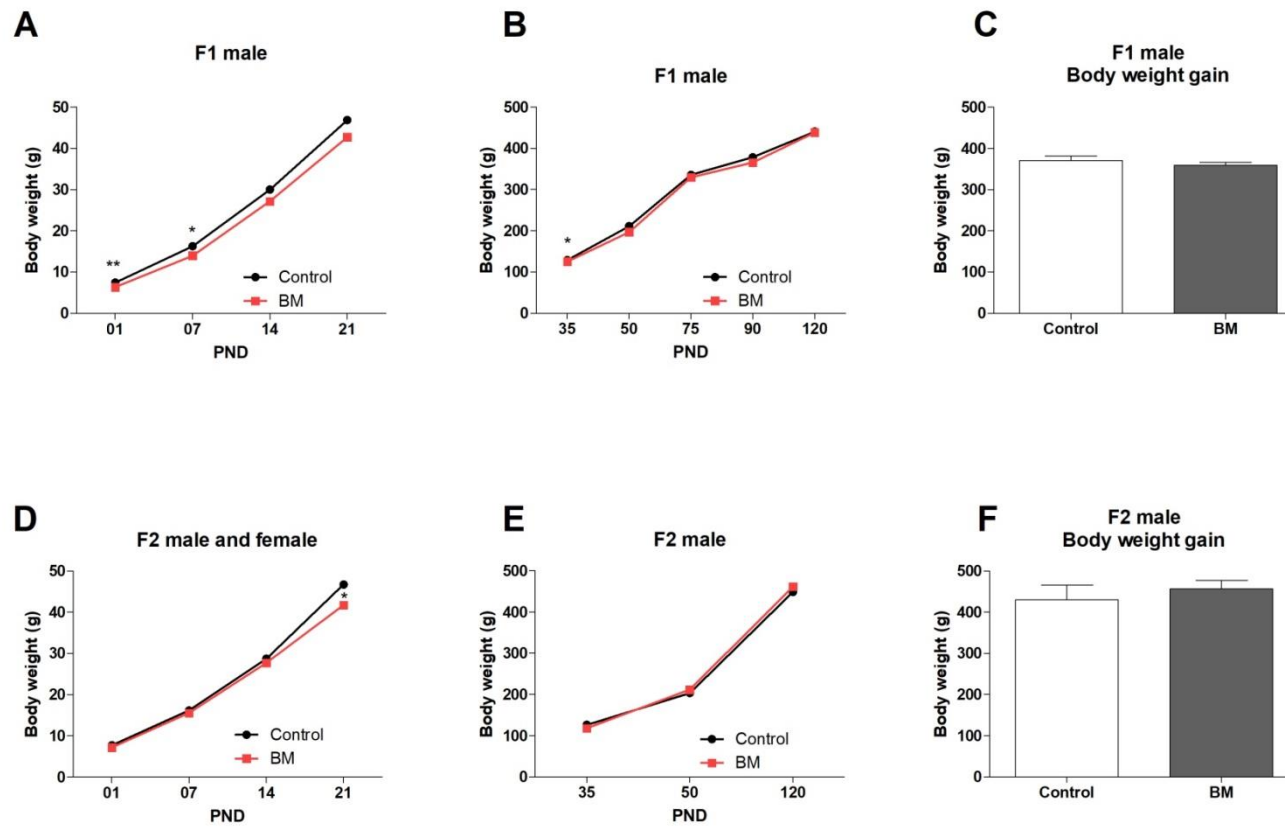 A
F1 male
Body weight (g)
50
40
30
20
10
0
**
*
Control
BM
01 07 14 21
PND
B
F1 male
Body weight (g)
500
400
300
200
100
0
*
Control
BM
35 50 75 90 120
PND
C
F1 male
Body weight gain
Body weight (g)
500
400
300
200
100
0
Control BM
D
F2 male and female
Body weight (g)
50
40
30
20
10
0
*
Control
BM
01 07 14 21
PND
E
F2 male
Body weight (g)
500
400
300
200
100
0
Control
BM
35 50 120
PND
F
F2 male
Body weight gain
Body weight (g)
500
400
300
200
100
0
Control BM